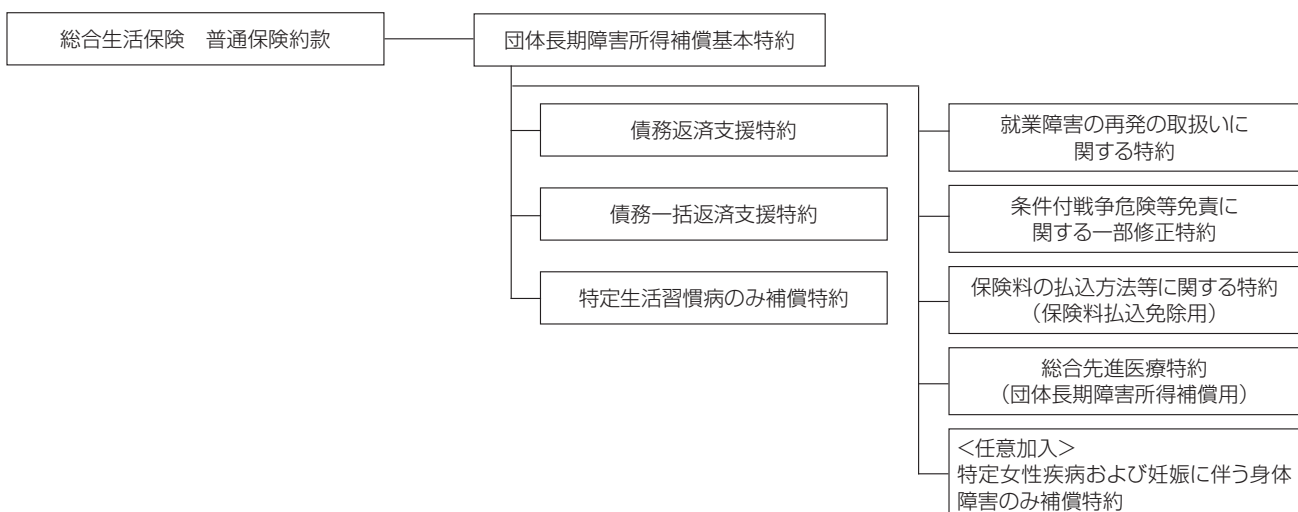 総合生活保険　普通保険約款
団体長期障害所得補償基本特約
債務返済支援特約
債務一括返済支援特約
特定生活習慣病のみ補償特約
就業障害の再発の取扱いに
関する特約
条件付戦争危険等免責に
関する一部修正特約
保険料の払込方法等に関する特約
（保険料払込免除用）
総合先進医療特約
（団体長期障害所得補償用）
＜任意加入＞
特定女性疾病および妊娠に伴う身体
障害のみ補償特約